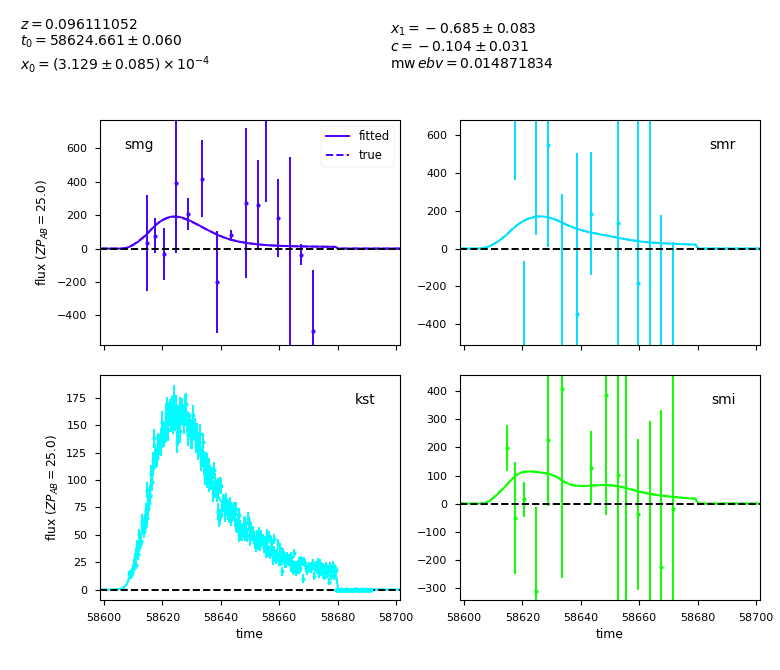 z = 0.096111052
t₀ = 58624.661 ± 0.060
x₀ = (3.129 ± 0.085) × 10⁻⁴
x₁ = −0.685 ± 0.083
c = −0.104 ± 0.031
mw ebv = 0.014871834
smg
fitted
true
600
400
200
0
−200
−400
flux (ZP_AB = 25.0)
smr
600
400
200
0
−200
−400
kst
175
150
125
100
75
50
25
0
flux (ZP_AB = 25.0)
58600 58620 58640 58660 58680 58700
time
smi
400
300
200
100
0
−100
−200
−300
58600 58620 58640 58660 58680 58700
time